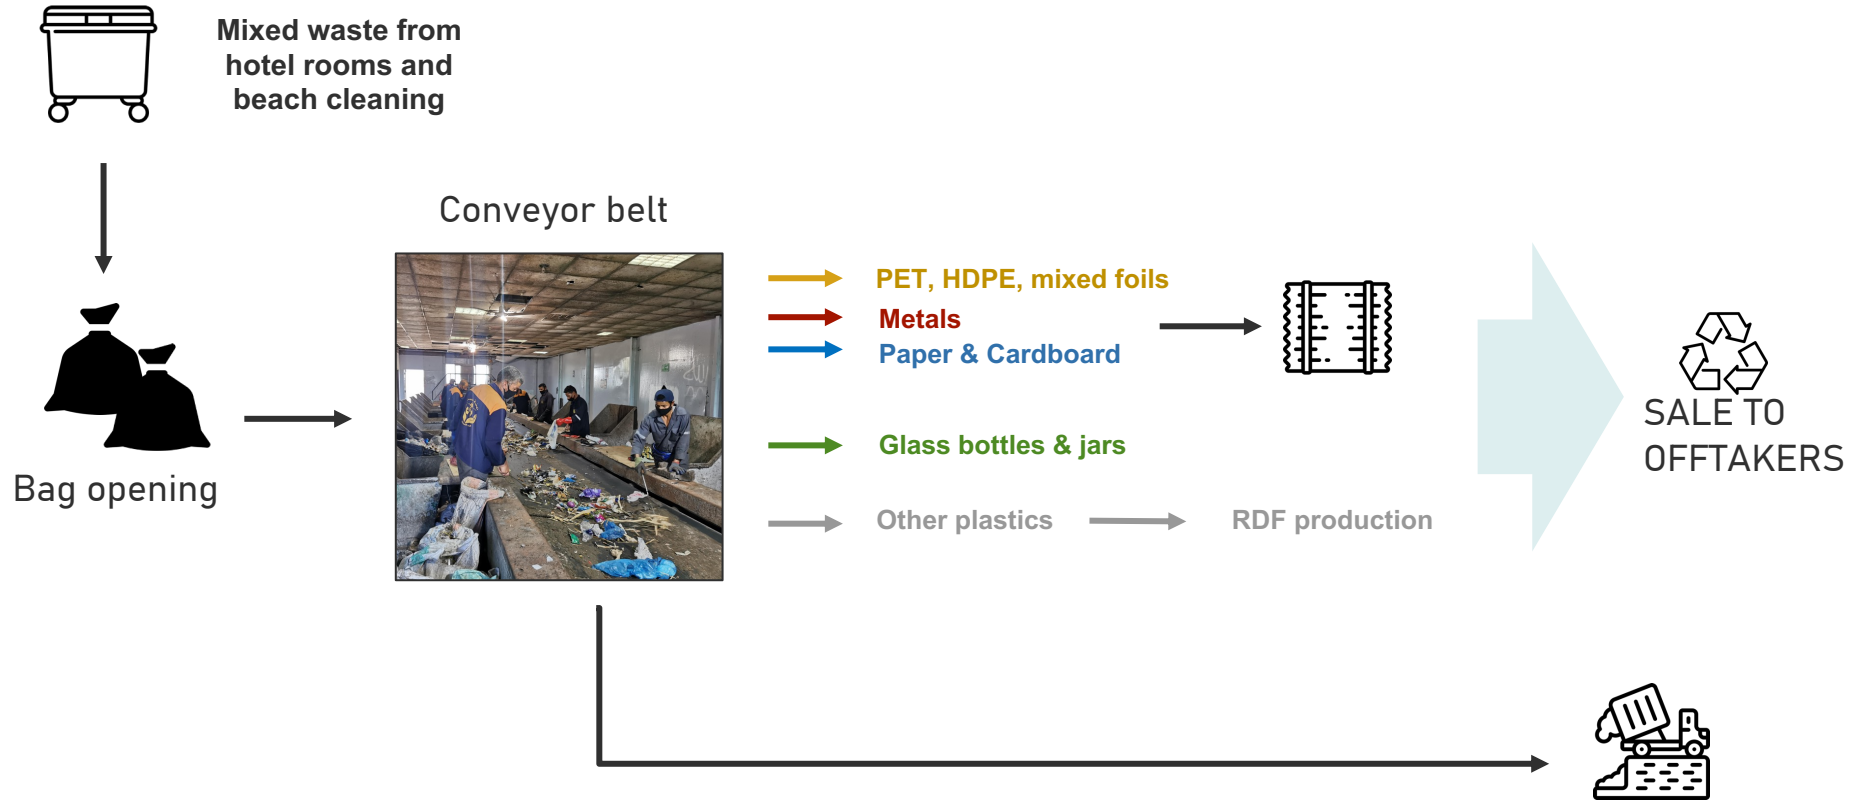 Mixed waste from
hotel rooms and
beach cleaning
Conveyor belt
PET, HDPE, mixed foils
Metals
Paper & Cardboard
Glass bottles & jars
Other plastics
RDF production
Bag opening
SALE TO
OFFTAKERS